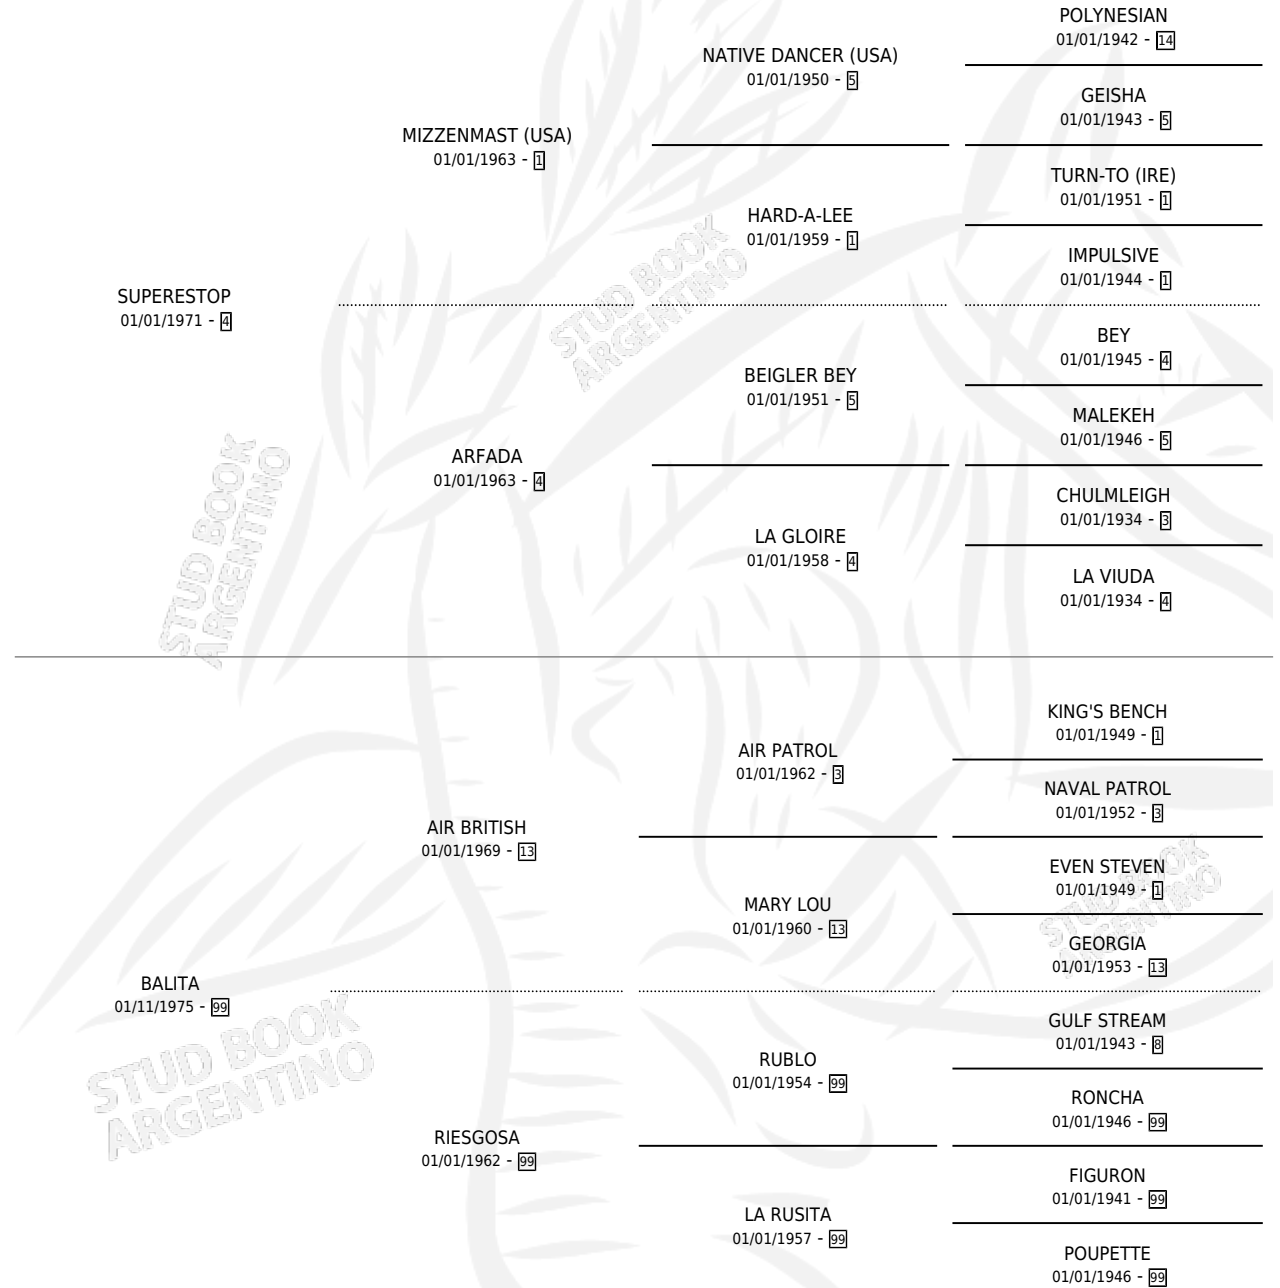 POLYNESIAN
01/01/1942 - 14
NATIVE DANCER (USA)
01/01/1950 - 5
GEISHA
01/01/1943 - 5
MIZZENMAST (USA)
01/01/1963 - 1
TURN-TO (IRE)
01/01/1951 - 1
HARD-A-LEE
01/01/1959 - 1
IMPULSIVE
01/01/1944 - 1
SUPERESTOP
01/01/1971 - 4
STUD BOOK
ARGENTINO
BEY
01/01/1945 - 4
BEIGLER BEY
01/01/1951 - 5
MALEKEH
01/01/1946 - 5
ARFADA
01/01/1963 - 4
CHULMLEIGH
01/01/1934 - 3
LA GLOIRE
01/01/1958 - 4
LA VIUDA
01/01/1934 - 4
STUD BOOK
ARGENTINO
KING'S BENCH
01/01/1949 - 1
AIR PATROL
01/01/1962 - 3
NAVAL PATROL
01/01/1952 - 3
AIR BRITISH
01/01/1969 - 13
EVEN STEVEN
01/01/1949 - 1
MARY LOU
01/01/1960 - 13
GEORGIA
01/01/1953 - 13
STUD BOOK
ARGENTINO
BALITA
01/11/1975 - 99
GULF STREAM
01/01/1943 - 8
RUBLO
01/01/1954 - 99
RONCHA
01/01/1946 - 99
STUD BOOK
ARGENTINO
RIESGOSA
01/01/1962 - 99
FIGURON
01/01/1941 - 99
LA RUSITA
01/01/1957 - 99
POUPETTE
01/01/1946 - 99